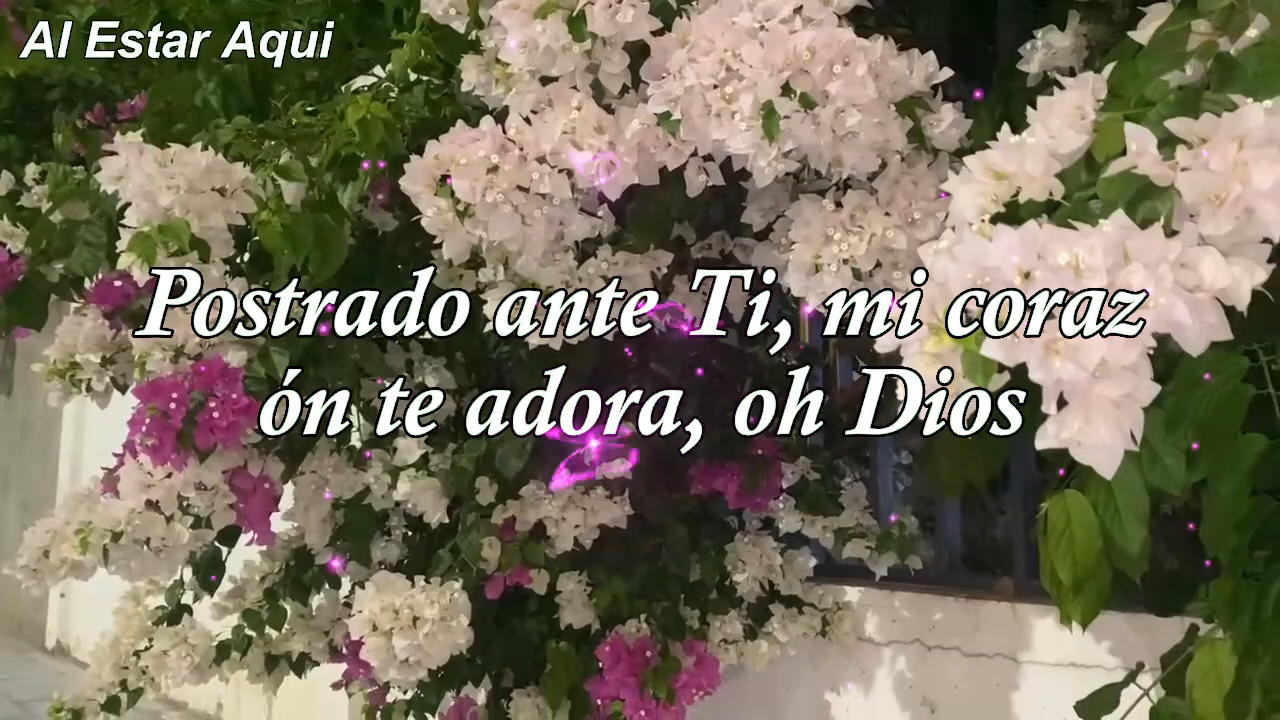 Al Estar Aqui
Postrado ante Ti, mi coraz
ón te adora, oh Dios